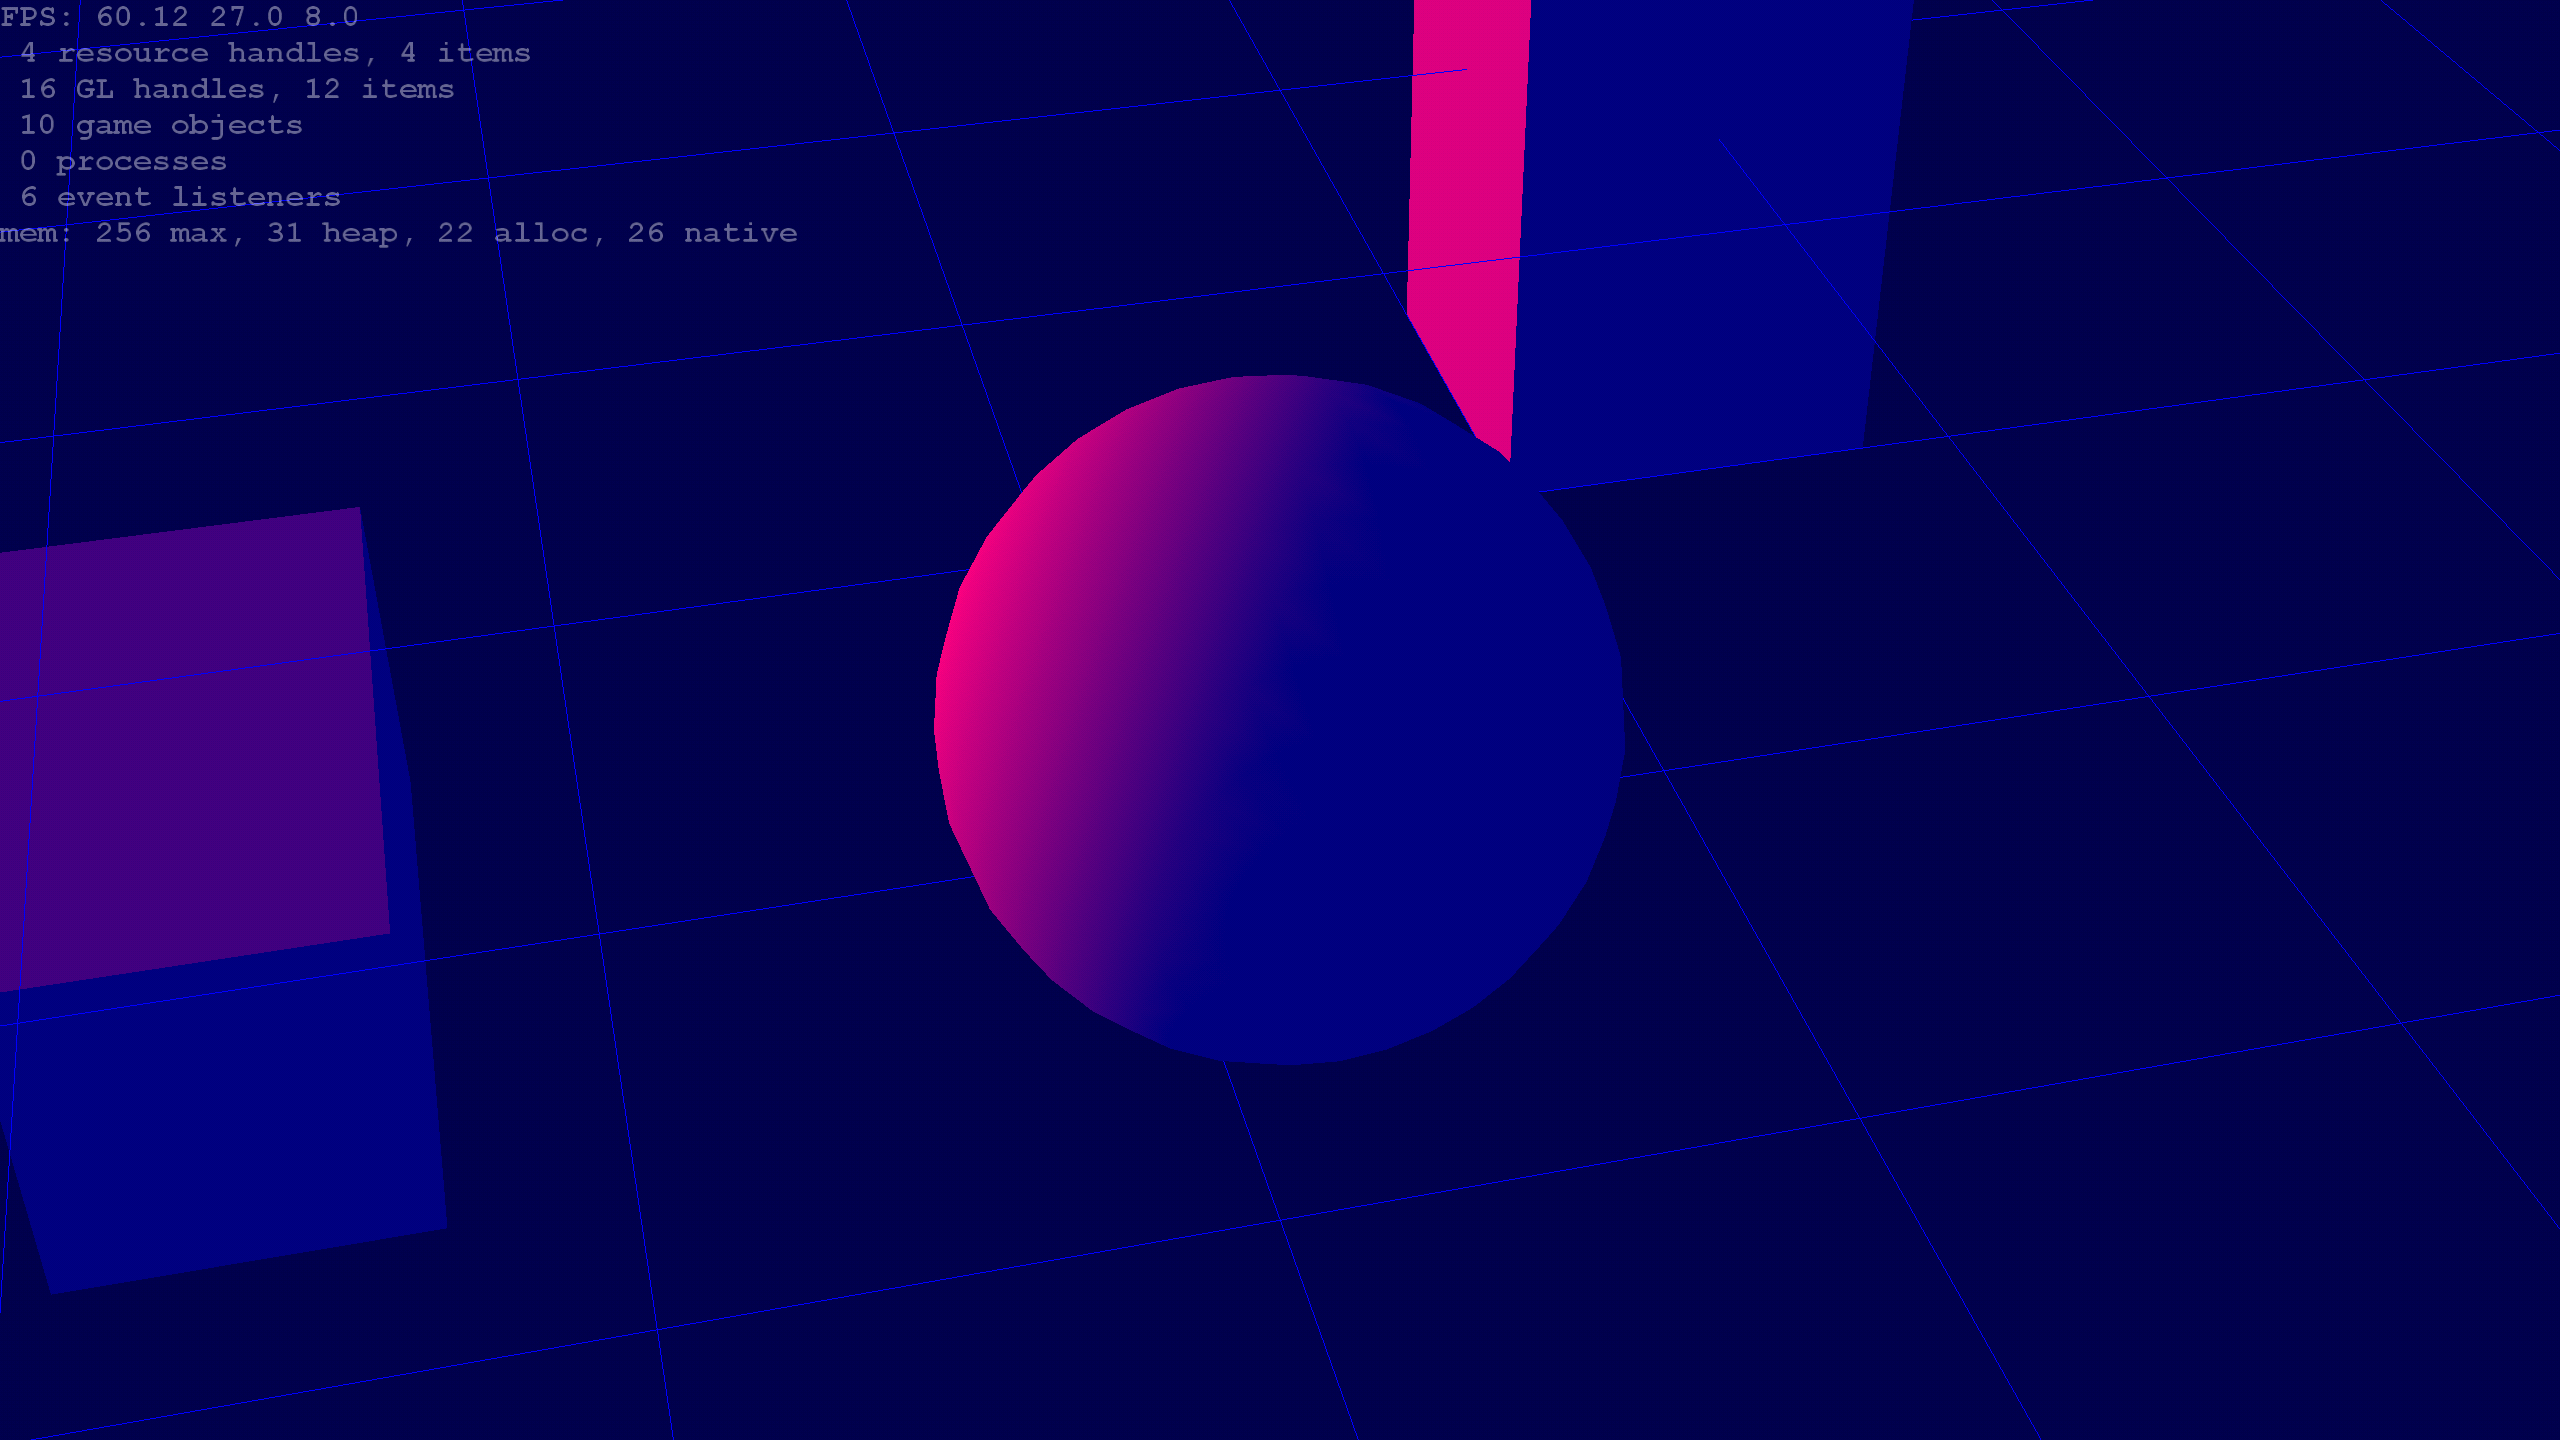 FPS: 60.12 27.0 8.0
4 resource handles, 4 items
16 GL handles, 12 items
10 game objects
0 processes
6 event listeners
mem: 256 max, 31 heap, 22 alloc, 26 native